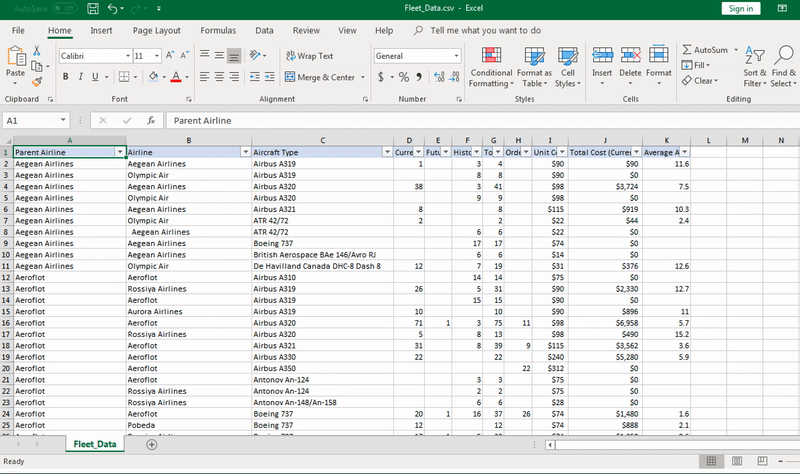 AutoSave Off Fleet_Data.csv - Excel Sign in
File Home Insert Page Layout Formulas Data Review View Help Tell me what you want to do
Paste Calibri 11 A A Wrap Text General Conditional Formatting Format as Table Cell Styles Insert Delete Format AutoSum Fill Clear Sort & Filter Find & Select
B I U Merge & Center $ %
Clipboard Font Alignment Number Styles Cells Editing
A1 fx Parent Airline
A B C D E F G H I J K L M N
1 Parent Airline Airline Aircraft Type Curre Futu Histo To Orde Unit C Total Cost (Curre Average A
2 Aegean Airlines Aegean Airlines Airbus A319 1 3 4 $90 $90 11.6
3 Aegean Airlines Olympic Air Airbus A319 8 8 $90 $0
4 Aegean Airlines Aegean Airlines Airbus A320 38 3 41 $98 $3,724 7.5
5 Aegean Airlines Olympic Air Airbus A320 9 9 $98 $0
6 Aegean Airlines Aegean Airlines Airbus A321 8 8 $115 $919 10.3
7 Aegean Airlines Olympic Air ATR 42/72 2 2 $22 $44 2.4
8 Aegean Airlines Aegean Airlines ATR 42/72 6 6 $22 $0
9 Aegean Airlines Aegean Airlines Boeing 737 17 17 $74 $0
10 Aegean Airlines Aegean Airlines British Aerospace BAe 146/Avro RJ 6 6 $14 $0
11 Aegean Airlines Olympic Air De Havilland Canada DHC-8 Dash 8 12 7 19 $31 $376 12.6
12 Aeroflot Aeroflot Airbus A310 14 14 $75 $0
13 Aeroflot Rossiya Airlines Airbus A319 26 5 31 $90 $2,330 12.7
14 Aeroflot Aeroflot Airbus A319 15 15 $90 $0
15 Aeroflot Aurora Airlines Airbus A319 10 10 $90 $896 11
16 Aeroflot Aeroflot Airbus A320 71 1 3 75 11 $98 $6,958 5.7
17 Aeroflot Rossiya Airlines Airbus A320 5 8 13 $98 $490 15.2
18 Aeroflot Aeroflot Airbus A321 31 8 39 9 $115 $3,562 3.6
19 Aeroflot Aeroflot Airbus A330 22 22 $240 $5,280 5.9
20 Aeroflot Aeroflot Airbus A350 22 $312
21 Aeroflot Aeroflot Antonov An-124 3 3 $75 $0
22 Aeroflot Rossiya Airlines Antonov An-124 2 2 $75 $0
23 Aeroflot Rossiya Airlines Antonov An-148/An-158 6 6 $28 $0
24 Aeroflot Aeroflot Boeing 737 20 1 16 37 26 $74 $1,480 1.6
25 Aeroflot Pobeda Boeing 737 12 12 $74 $888 2.1
Fleet_Data
Ready